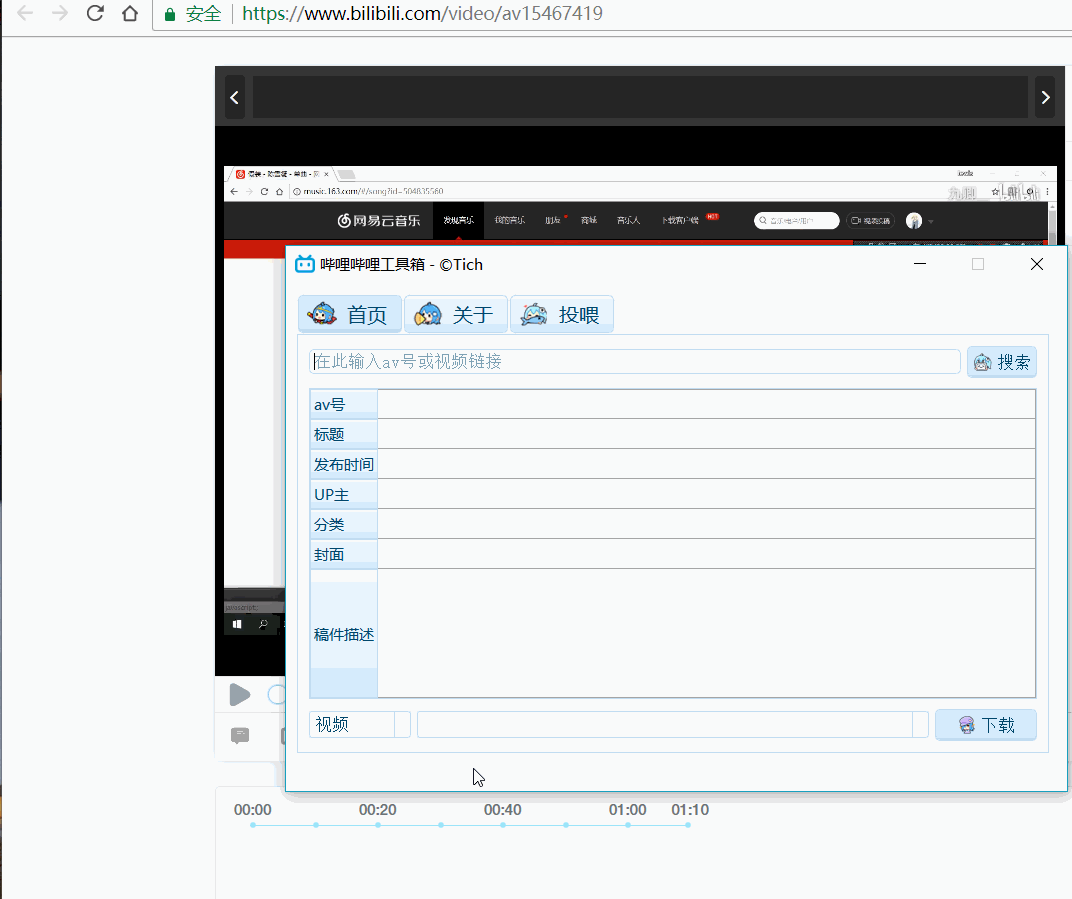 安全 https://www.bilibili.com/video/av15467419
music.163.com/#/song?id=504835560
网易云音乐 发现音乐 我的音乐 朋友 商城 音乐人 下载客户端 HOT
哔哩哔哩工具箱 - ©Tich
首页 关于 投喂
在此输入av号或视频链接 搜索
av号
标题
发布时间
UP主
分类
封面
稿件描述
视频 下载
00:00 00:20 00:40 01:00 01:10